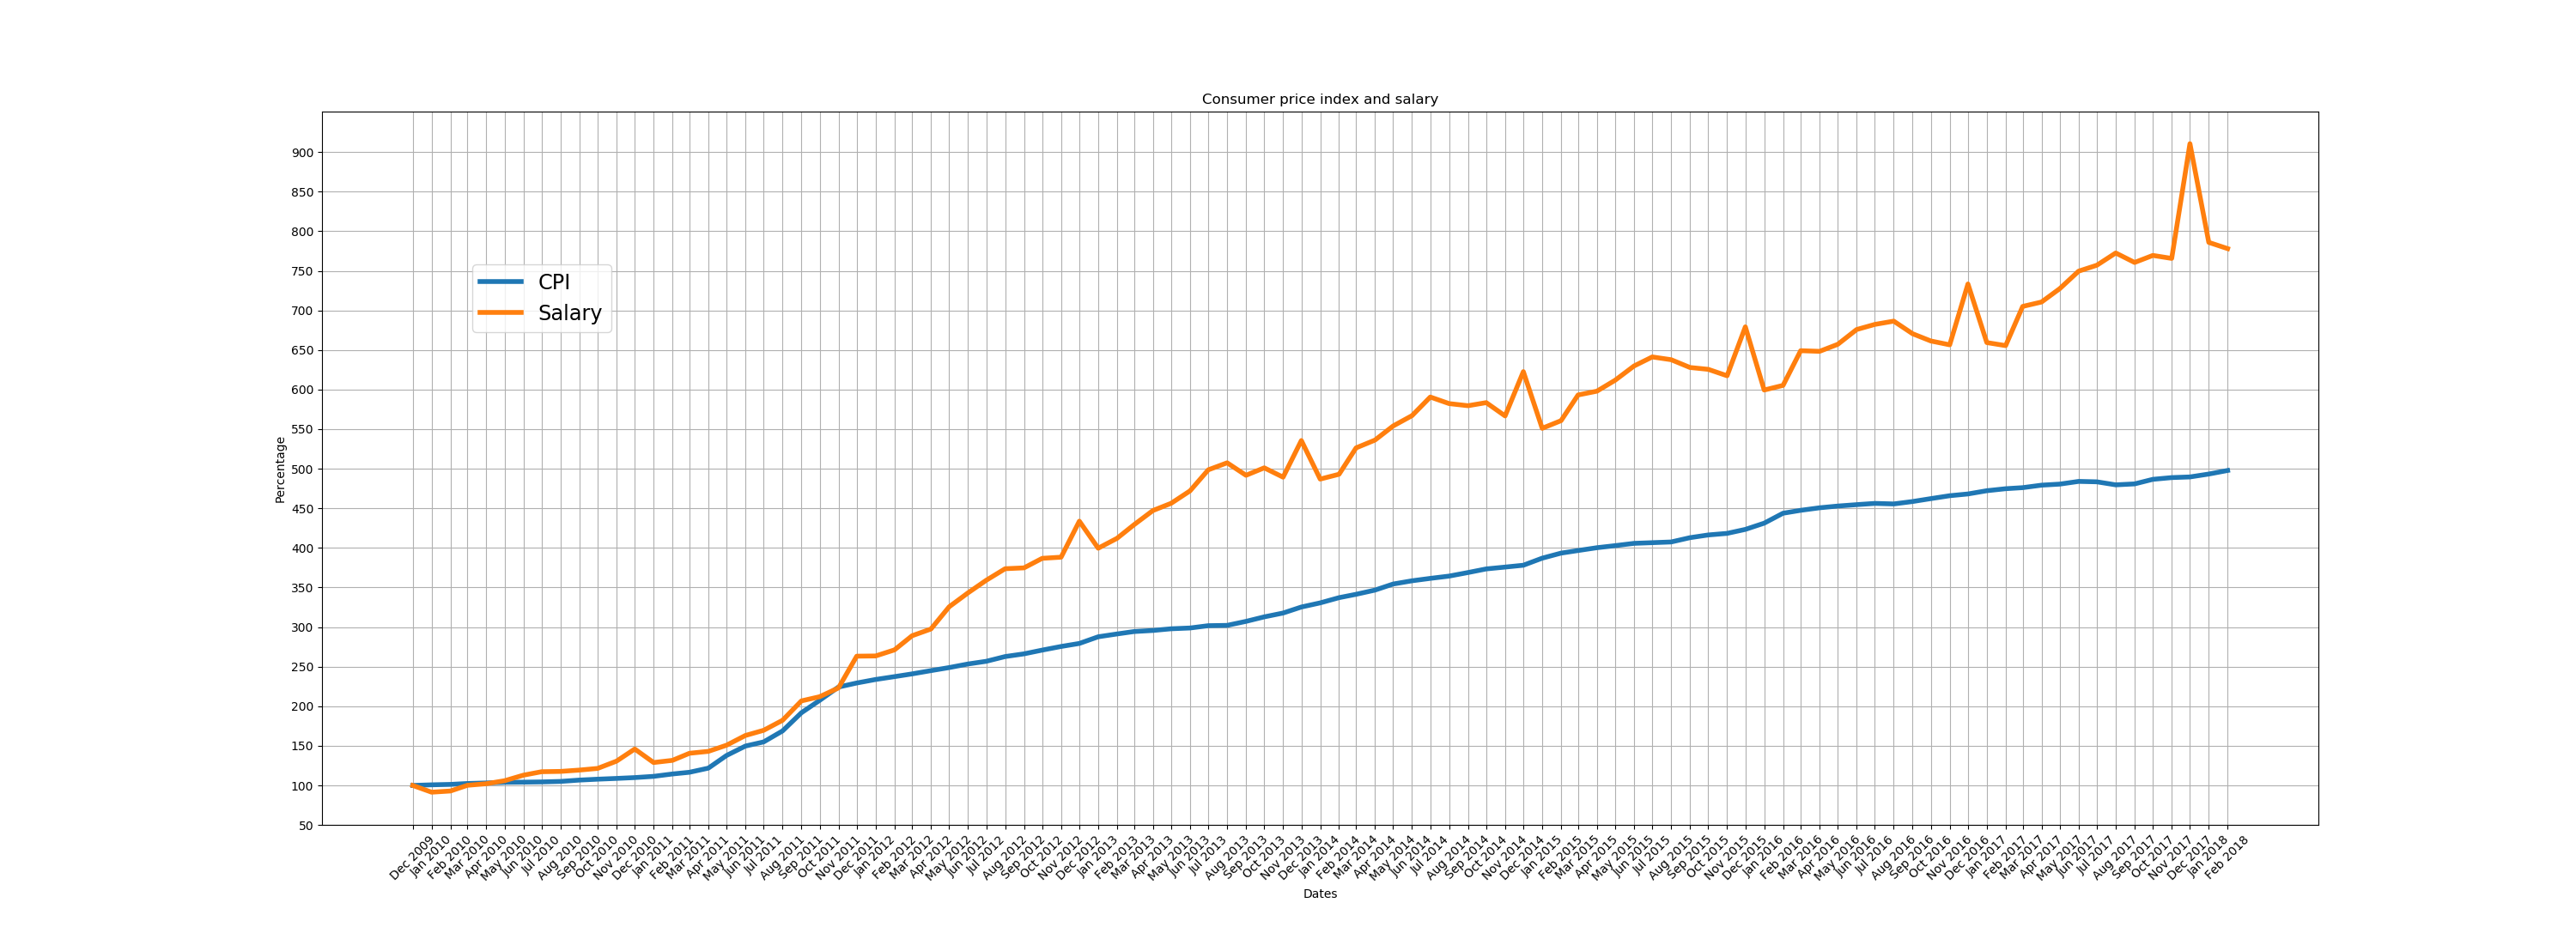 Consumer price index and salary
900
850
800
750
700
650
600
550
500
450
400
350
300
250
200
150
100
50
Percentage
CPI
Salary
Dec 2009
Jan 2010
Feb 2010
Mar 2010
Apr 2010
May 2010
Jun 2010
Jul 2010
Aug 2010
Sep 2010
Oct 2010
Nov 2010
Dec 2010
Jan 2011
Feb 2011
Mar 2011
Apr 2011
May 2011
Jun 2011
Jul 2011
Aug 2011
Sep 2011
Oct 2011
Nov 2011
Dec 2011
Jan 2012
Feb 2012
Mar 2012
Apr 2012
May 2012
Jun 2012
Jul 2012
Aug 2012
Sep 2012
Oct 2012
Nov 2012
Dec 2012
Jan 2013
Feb 2013
Mar 2013
Apr 2013
May 2013
Jun 2013
Jul 2013
Aug 2013
Sep 2013
Oct 2013
Nov 2013
Dec 2013
Jan 2014
Feb 2014
Mar 2014
Apr 2014
May 2014
Jun 2014
Jul 2014
Aug 2014
Sep 2014
Oct 2014
Nov 2014
Dec 2014
Jan 2015
Feb 2015
Mar 2015
Apr 2015
May 2015
Jun 2015
Jul 2015
Aug 2015
Sep 2015
Oct 2015
Nov 2015
Dec 2015
Jan 2016
Feb 2016
Mar 2016
Apr 2016
May 2016
Jun 2016
Jul 2016
Aug 2016
Sep 2016
Oct 2016
Nov 2016
Dec 2016
Jan 2017
Feb 2017
Mar 2017
Apr 2017
May 2017
Jun 2017
Jul 2017
Aug 2017
Sep 2017
Oct 2017
Nov 2017
Dec 2017
Jan 2018
Feb 2018
Dates